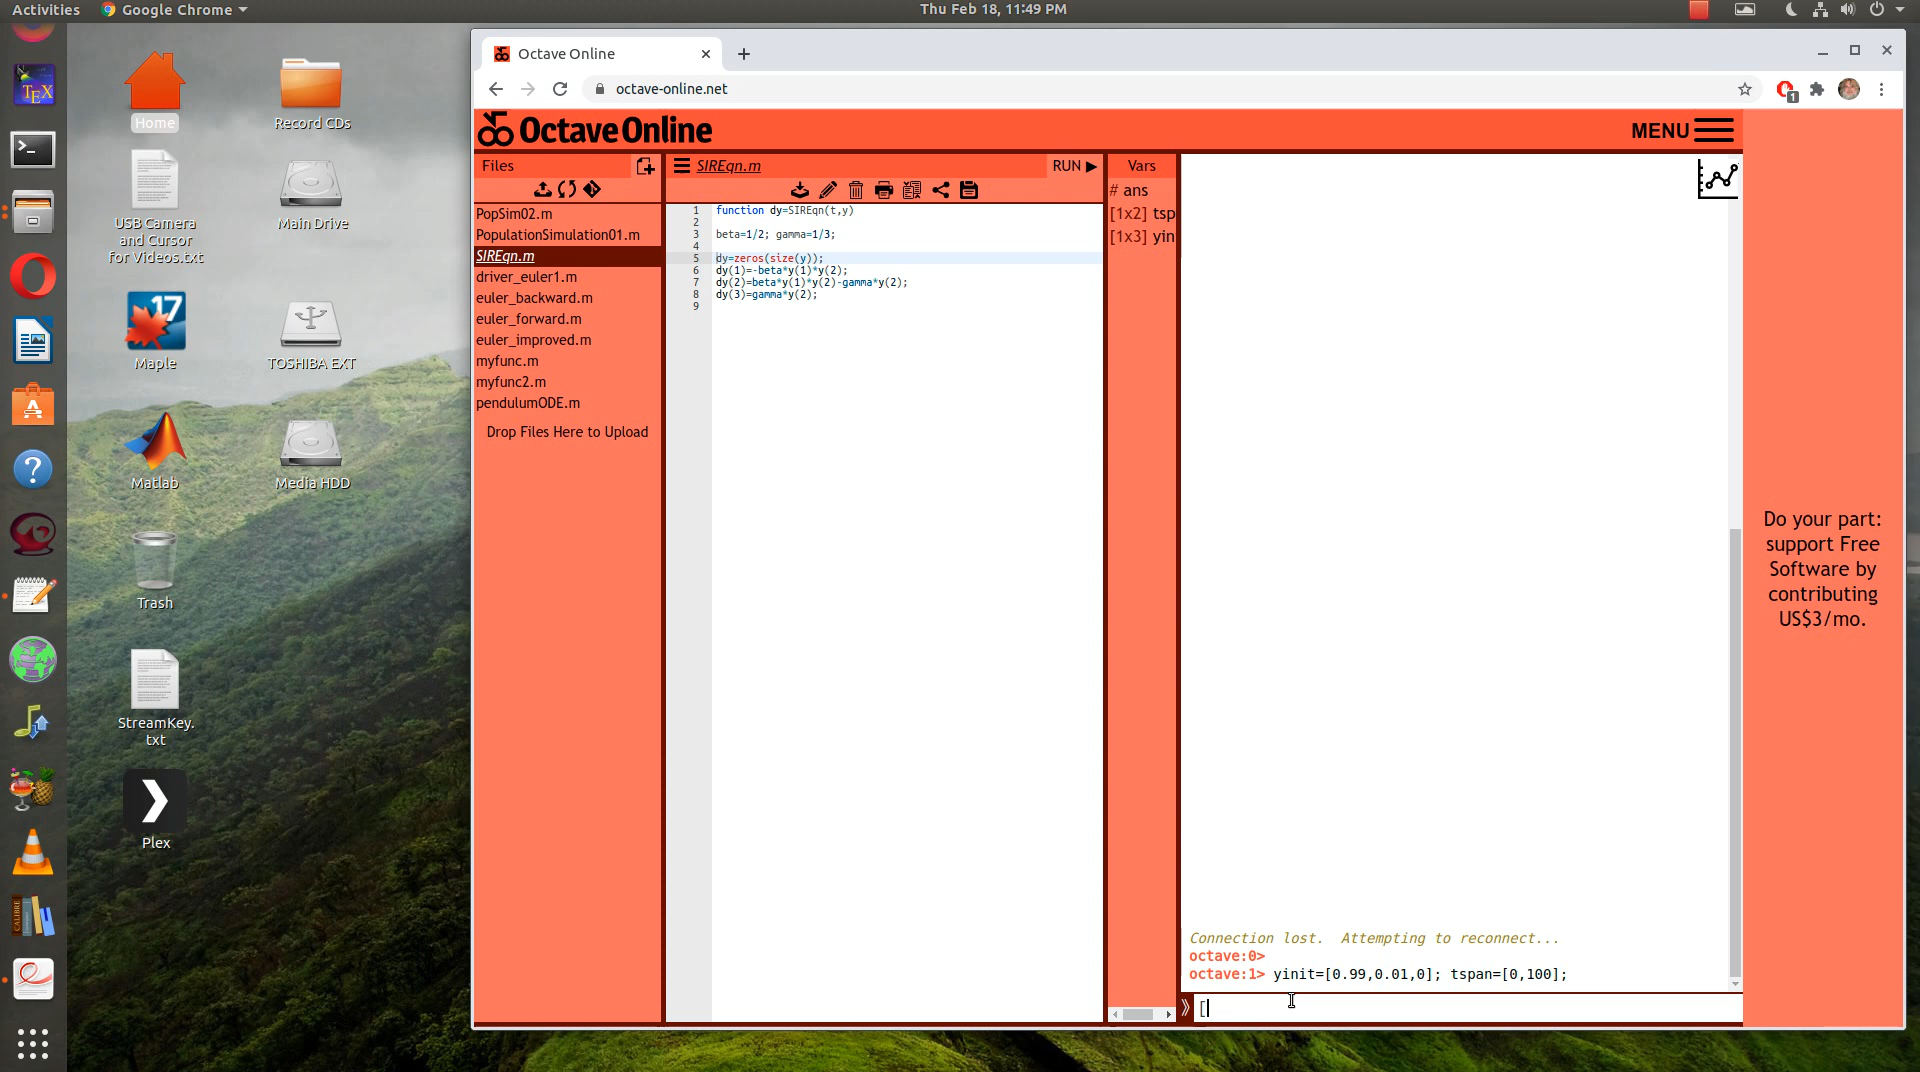 Activities
Google Chrome
Thu Feb 18, 11:49 PM
TEX
>_
Home
Record CDs
USB Camera
and Cursor
for Videos.txt
Main Drive
17
Maple
TOSHIBA EXT
Matlab
Media HDD
Trash
StreamKey.
txt
Plex
CALIBRE
Octave Online
octave-online.net
1
Octave Online
MENU
Files
SIREqn.m
RUN
Vars
PopSim02.m
PopulationSimulation01.m
SIREqn.m
driver_euler1.m
euler_backward.m
euler_forward.m
euler_improved.m
myfunc.m
myfunc2.m
pendulumODE.m
Drop Files Here to Upload
1 function dy=SIREqn(t,y)
2
3 beta=1/2; gamma=1/3;
4
5 dy=zeros(size(y));
6 dy(1)=-beta*y(1)*y(2);
7 dy(2)=beta*y(1)*y(2)-gamma*y(2);
8 dy(3)=gamma*y(2);
9
# ans
[1x2] tsp
[1x3] yin
Connection lost. Attempting to reconnect...
octave:0>
octave:1> yinit=[0.99,0.01,0]; tspan=[0,100];
[
Do your part:
support Free
Software by
contributing
US$3/mo.